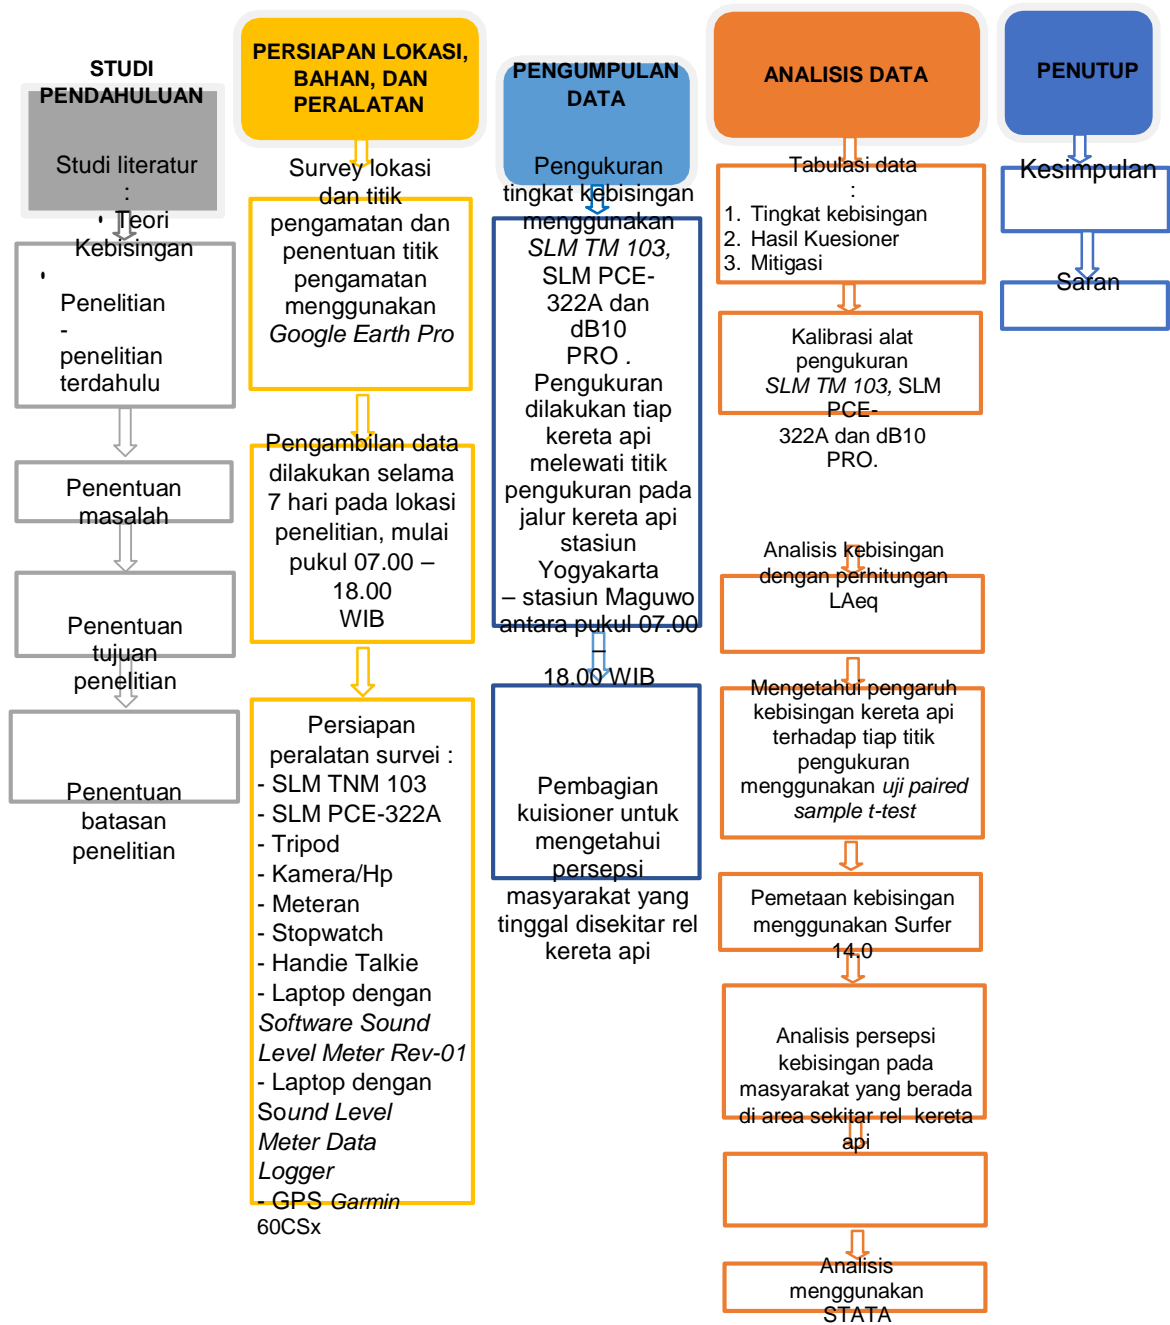 STUDI
PENDAHULUAN
Studi literatur
:
• Teori
Kebisingan
•
Penelitian
-
penelitian
terdahulu
Penentuan
masalah
Penentuan
tujuan
penelitian
Penentuan
batasan
penelitian
PERSIAPAN LOKASI,
BAHAN, DAN
PERALATAN
Survey lokasi
dan titik
pengamatan dan
penentuan titik
pengamatan
menggunakan
Google Earth Pro
Pengambilan data
dilakukan selama
7 hari pada lokasi
penelitian, mulai
pukul 07.00 –
18.00
WIB
Persiapan
peralatan survei :
- SLM TNM 103
- SLM PCE-322A
- Tripod
- Kamera/Hp
- Meteran
- Stopwatch
- Handie Talkie
- Laptop dengan
Software Sound
Level Meter Rev-01
- Laptop dengan
Sound Level
Meter Data
Logger
- GPS Garmin
60CSx
PENGUMPULAN
DATA
Pengukuran
tingkat kebisingan
menggunakan
SLM TM 103,
SLM PCE-
322A dan
dB10
PRO .
Pengukuran
dilakukan tiap
kereta api
melewati titik
pengukuran pada
jalur kereta api
stasiun
Yogyakarta
– stasiun Maguwo
antara pukul 07.00
–
18.00 WIB
Pembagian
kuisioner untuk
mengetahui
persepsi
masyarakat yang
tinggal disekitar rel
kereta api
ANALISIS DATA
Tabulasi data
:
1. Tingkat kebisingan
2. Hasil Kuesioner
3. Mitigasi
Kalibrasi alat
pengukuran
SLM TM 103, SLM
PCE-
322A dan dB10
PRO.
Analisis kebisingan
dengan perhitungan
LAeq
Mengetahui pengaruh
kebisingan kereta api
terhadap tiap titik
pengukuran
menggunakan uji paired
sample t-test
Pemetaan kebisingan
menggunakan Surfer
14.0
Analisis persepsi
kebisingan pada
masyarakat yang berada
di area sekitar rel kereta
api
Analisis
menggunakan
STATA
PENUTUP
Kesimpulan
Saran